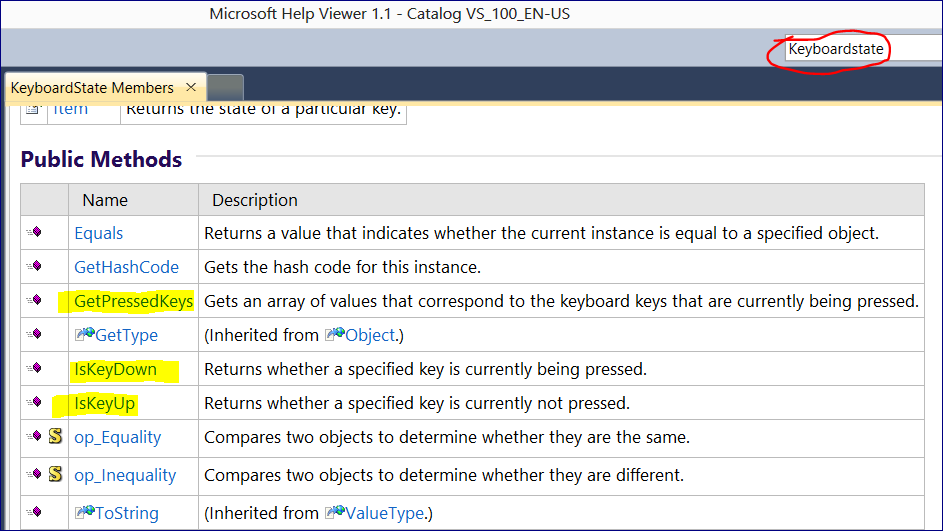 Microsoft Help Viewer 1.1 - Catalog VS_100_EN-US
Keyboardstate
KeyboardState Members ×
Item Returns the state of a particular key.
Public Methods
Name Description
Equals Returns a value that indicates whether the current instance is equal to a specified object.
GetHashCode Gets the hash code for this instance.
GetPressedKeys Gets an array of values that correspond to the keyboard keys that are currently being pressed.
GetType (Inherited from Object.)
IsKeyDown Returns whether a specified key is currently being pressed.
IsKeyUp Returns whether a specified key is currently not pressed.
S op_Equality Compares two objects to determine whether they are the same.
S op_Inequality Compares two objects to determine whether they are different.
ToString (Inherited from ValueType.)